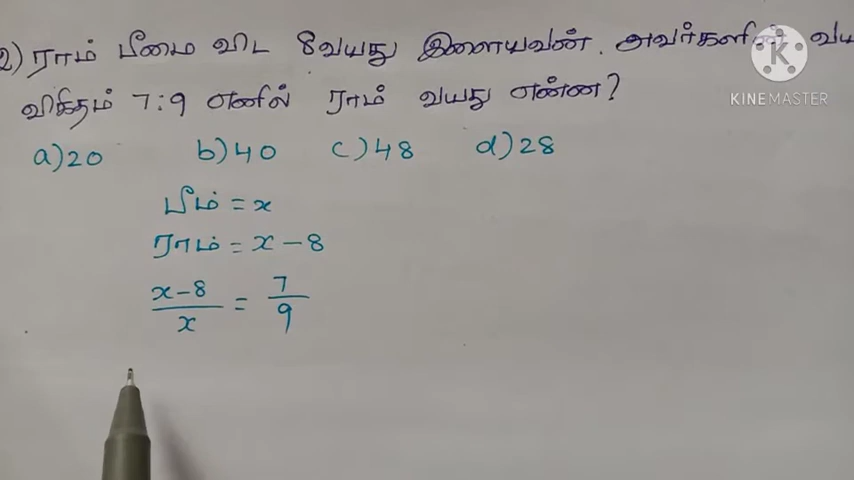 2) ராம் பீமை விட 8வயது இளையவன். அவர்களின் வய
விகிதம் 7:9 எனில் ராம் வயது என்ன?
a)20 b)40 c)48 d)28
பீம் = x
ராம் = x - 8
x-8/x = 7/9
K
KINEMASTER